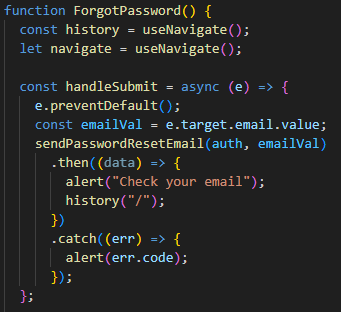 function ForgotPassword() {
const history = useNavigate();
let navigate = useNavigate();
const handleSubmit = async (e) => {
e.preventDefault();
const emailVal = e.target.email.value;
sendPasswordResetEmail(auth, emailVal)
.then((data) => {
alert("Check your email");
history("/");
})
.catch((err) => {
alert(err.code);
});
};